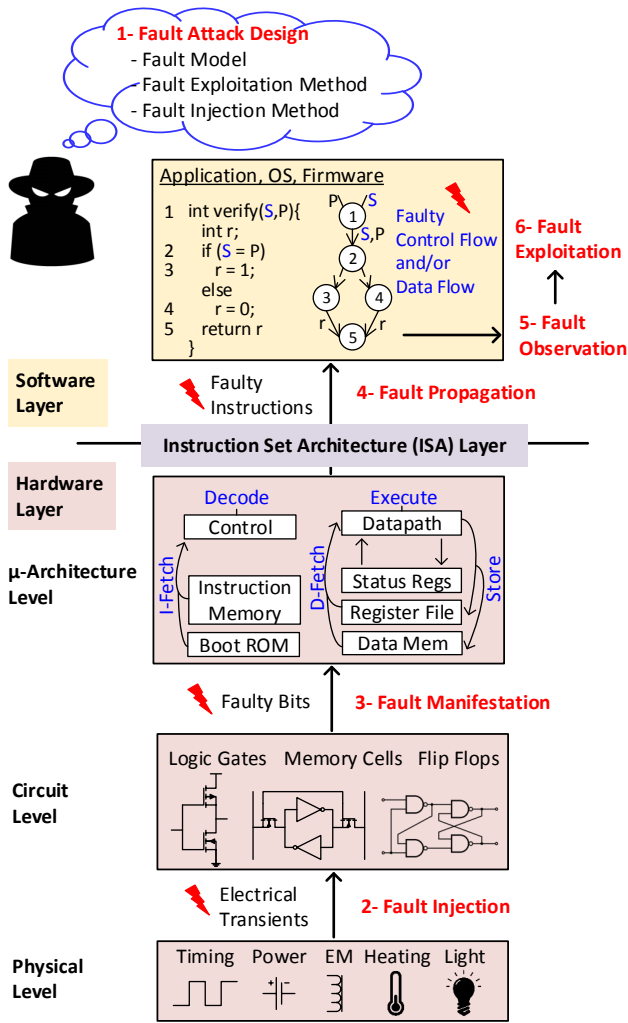 1- Fault Attack Design
- Fault Model
- Fault Exploitation Method
- Fault Injection Method
Application, OS, Firmware
1 int verify(S,P){
int r;
2 if (S = P)
3 r = 1;
else
4 r = 0;
5 return r
}
P S
1
S,P
2
3 4
r r
5
Faulty
Control Flow
and/or
Data Flow
6- Fault
Exploitation
5- Fault
Observation
Software
Layer
Faulty
Instructions
4- Fault Propagation
Instruction Set Architecture (ISA) Layer
Hardware
Layer
μ-Architecture
Level
Decode
Control
I-Fetch
Instruction
Memory
Boot ROM
Execute
Datapath
D-Fetch
Status Regs
Register File
Data Mem
Store
Faulty Bits
3- Fault Manifestation
Circuit
Level
Logic Gates Memory Cells Flip Flops
Electrical
Transients
2- Fault Injection
Physical
Level
Timing Power EM Heating Light
+ -